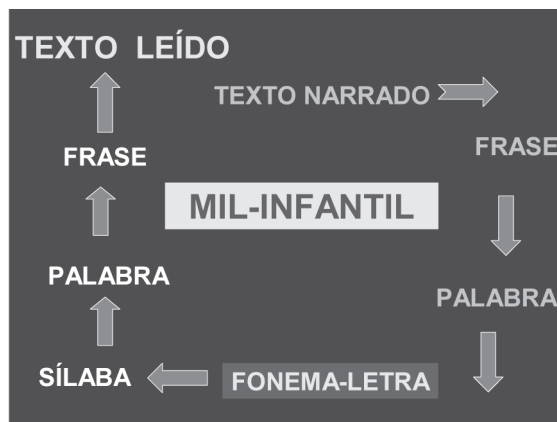 TEXTO LEÍDO
TEXTO NARRADO
FRASE
FRASE
MIL-INFANTIL
PALABRA
PALABRA
SÍLABA
FONEMA-LETRA